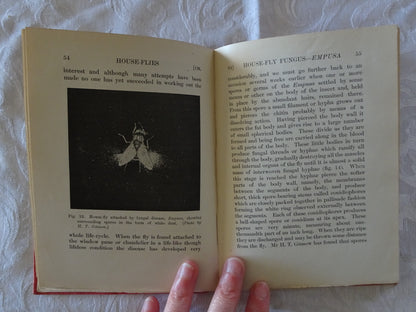 54
HOUSE-FLIES
[CH.
interest and although many attempts have been
made no one has yet succeeded in working out the
Fig. 13. House-fly attacked by fungal disease, Empusa, showing
surrounding spores in the form of white dust. (Photo by
H. T. Güssow.)
whole life-cycle. When the fly is found attached to
the window pane or chandelier in a life-like though
lifeless condition the disease has developed very
HOUSE-FLY FUNGUS—EMPUSA
55
considerably, and we must go further back to an
invasion several weeks earlier when one or more
spores or germs of the Empusa settled by some
means or other on the body of the insect and, held
in place by the abundant hairs, remained there.
From this spore a small filament or hypha grows out
and pierces the chitin probably by means of a
dissolving action. Having pierced the body wall it
enters the fly and gives rise to a large number
of small spherical bodies. These divide as they are
formed and being free are carried along in the blood
to all parts of the body. These little bodies in turn
produce fungal threads or hyphae which ramify all
through the body, gradually destroying all the muscles
and internal organs of the fly until it is almost a solid
mass of interwoven fungal hyphae (fig. 14). When
this stage is reached the hyphae pierce the softer
parts of the body wall, namely, the membranes
between the segments of the body, and produce
short, thick spore bearing stems called conidiophores
which are closely packed together in palisade fashion
forming the white ring observed externally between
the segments. Each of these conidiophores produces
a bell-shaped spore or conidium at its apex. These
spores are very minute, measuring about one-
thousandth part of an inch long. When they are ripe
they are discharged and may be thrown some distance
from the fly. Mr H. T. Güssow has found that spores